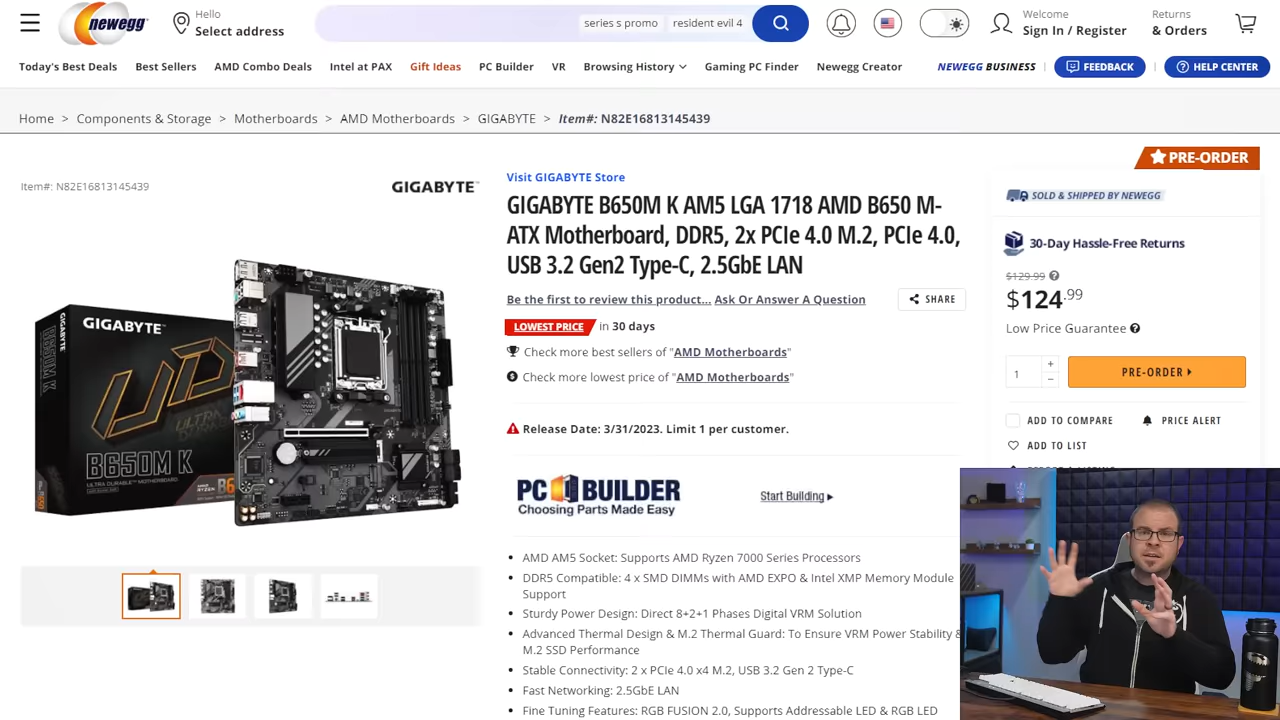 newegg
Hello
Select address
series s promo
resident evil 4
Welcome
Sign In / Register
Returns
& Orders
Today's Best Deals
Best Sellers
AMD Combo Deals
Intel at PAX
Gift Ideas
PC Builder
VR
Browsing History
Gaming PC Finder
Newegg Creator
NEWEGG BUSINESS
FEEDBACK
HELP CENTER
Home > Components & Storage > Motherboards > AMD Motherboards > GIGABYTE > Item#: N82E16813145439
PRE-ORDER
Item#: N82E16813145439
GIGABYTE™
Visit GIGABYTE Store
GIGABYTE B650M K AM5 LGA 1718 AMD B650 M-
ATX Motherboard, DDR5, 2x PCIe 4.0 M.2, PCIe 4.0,
USB 3.2 Gen2 Type-C, 2.5GbE LAN
Be the first to review this product... Ask Or Answer A Question
SHARE
LOWEST PRICE in 30 days
Check more best sellers of "AMD Motherboards"
Check more lowest price of "AMD Motherboards"
Release Date: 3/31/2023. Limit 1 per customer.
SOLD & SHIPPED BY NEWEGG
30-Day Hassle-Free Returns
$129.99
$124.99
Low Price Guarantee
1
+
−
PRE-ORDER
ADD TO COMPARE
PRICE ALERT
ADD TO LIST
GIGABYTE™
UD
B650M K
PC BUILDER
Choosing Parts Made Easy
Start Building
• AMD AM5 Socket: Supports AMD Ryzen 7000 Series Processors
• DDR5 Compatible: 4 x SMD DIMMs with AMD EXPO & Intel XMP Memory Module
Support
• Sturdy Power Design: Direct 8+2+1 Phases Digital VRM Solution
• Advanced Thermal Design & M.2 Thermal Guard: To Ensure VRM Power Stability &
M.2 SSD Performance
• Stable Connectivity: 2 x PCIe 4.0 x4 M.2, USB 3.2 Gen 2 Type-C
• Fast Networking: 2.5GbE LAN
• Fine Tuning Features: RGB FUSION 2.0, Supports Addressable LED & RGB LED